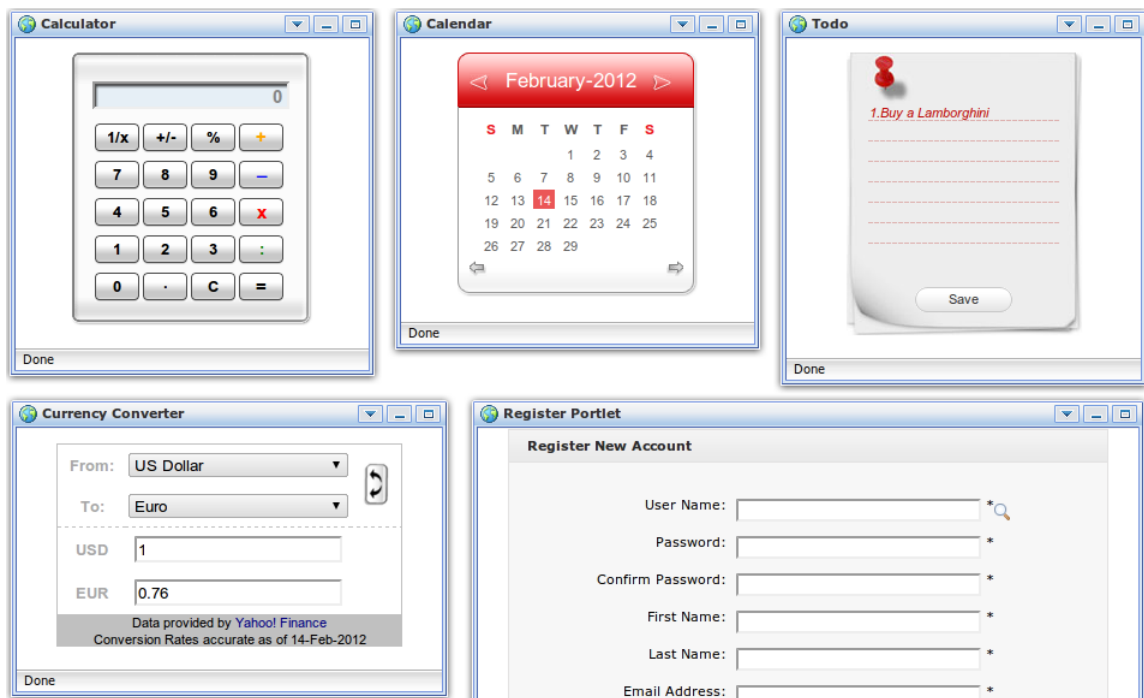 Calculator
0
1/x +/- % +
7 8 9 –
4 5 6 x
1 2 3 :
0 · C =
Done
Calendar
February-2012
S M T W T F S
1 2 3 4
5 6 7 8 9 10 11
12 13 14 15 16 17 18
19 20 21 22 23 24 25
26 27 28 29
Done
Todo
1.Buy a Lamborghini
Save
Done
Currency Converter
From: US Dollar
To: Euro
USD 1
EUR 0.76
Data provided by Yahoo! Finance
Conversion Rates accurate as of 14-Feb-2012
Done
Register Portlet
Register New Account
User Name: *
Password: *
Confirm Password: *
First Name: *
Last Name: *
Email Address: *